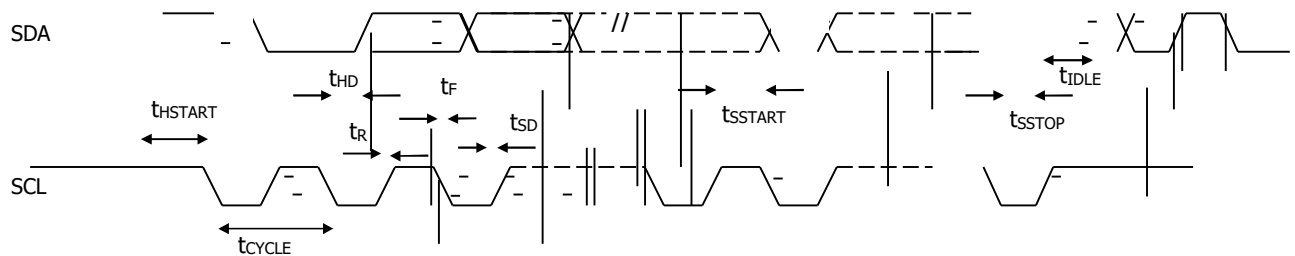 SDA
//
tHD
tF
tIDLE
tHSTART
tSSTART
tSSTOP
tR
tSD
SCL
tCYCLE